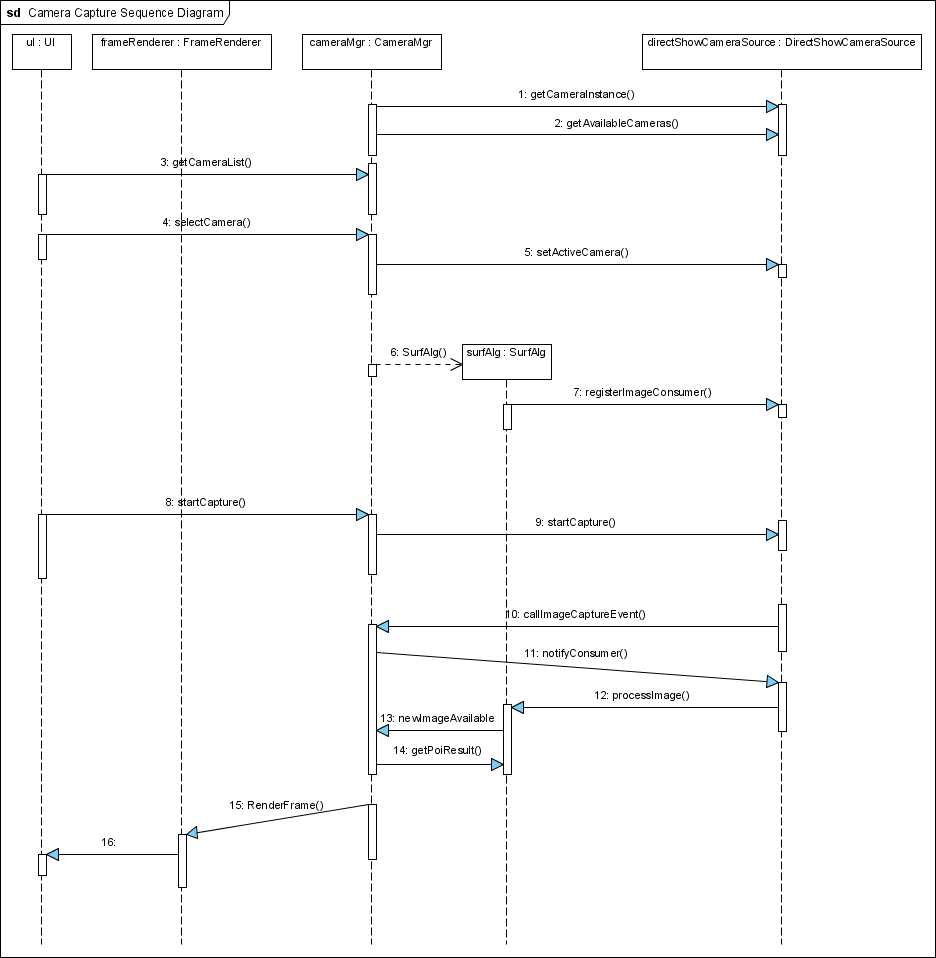 sd Camera Capture Sequence Diagram
uI : UI
frameRenderer : FrameRenderer
cameraMgr : CameraMgr
directShowCameraSource : DirectShowCameraSource
1: getCameraInstance()
2: getAvailableCameras()
3: getCameraList()
4: selectCamera()
5: setActiveCamera()
6: SurfAlg()
surfAlg : SurfAlg
7: registerImageConsumer()
8: startCapture()
9: startCapture()
10: callImageCaptureEvent()
11: notifyConsumer()
12: processImage()
13: newImageAvailable
14: getPoiResult()
15: RenderFrame()
16: